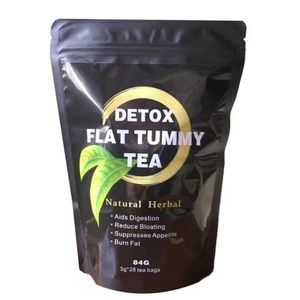 DETOX
FLAT TUMMY
TEA
Natural Herbal
• Aids Digestion
• Reduce Bloating
• Suppresses Appetite
• Burn Fat
84G
3g*28 tea bags